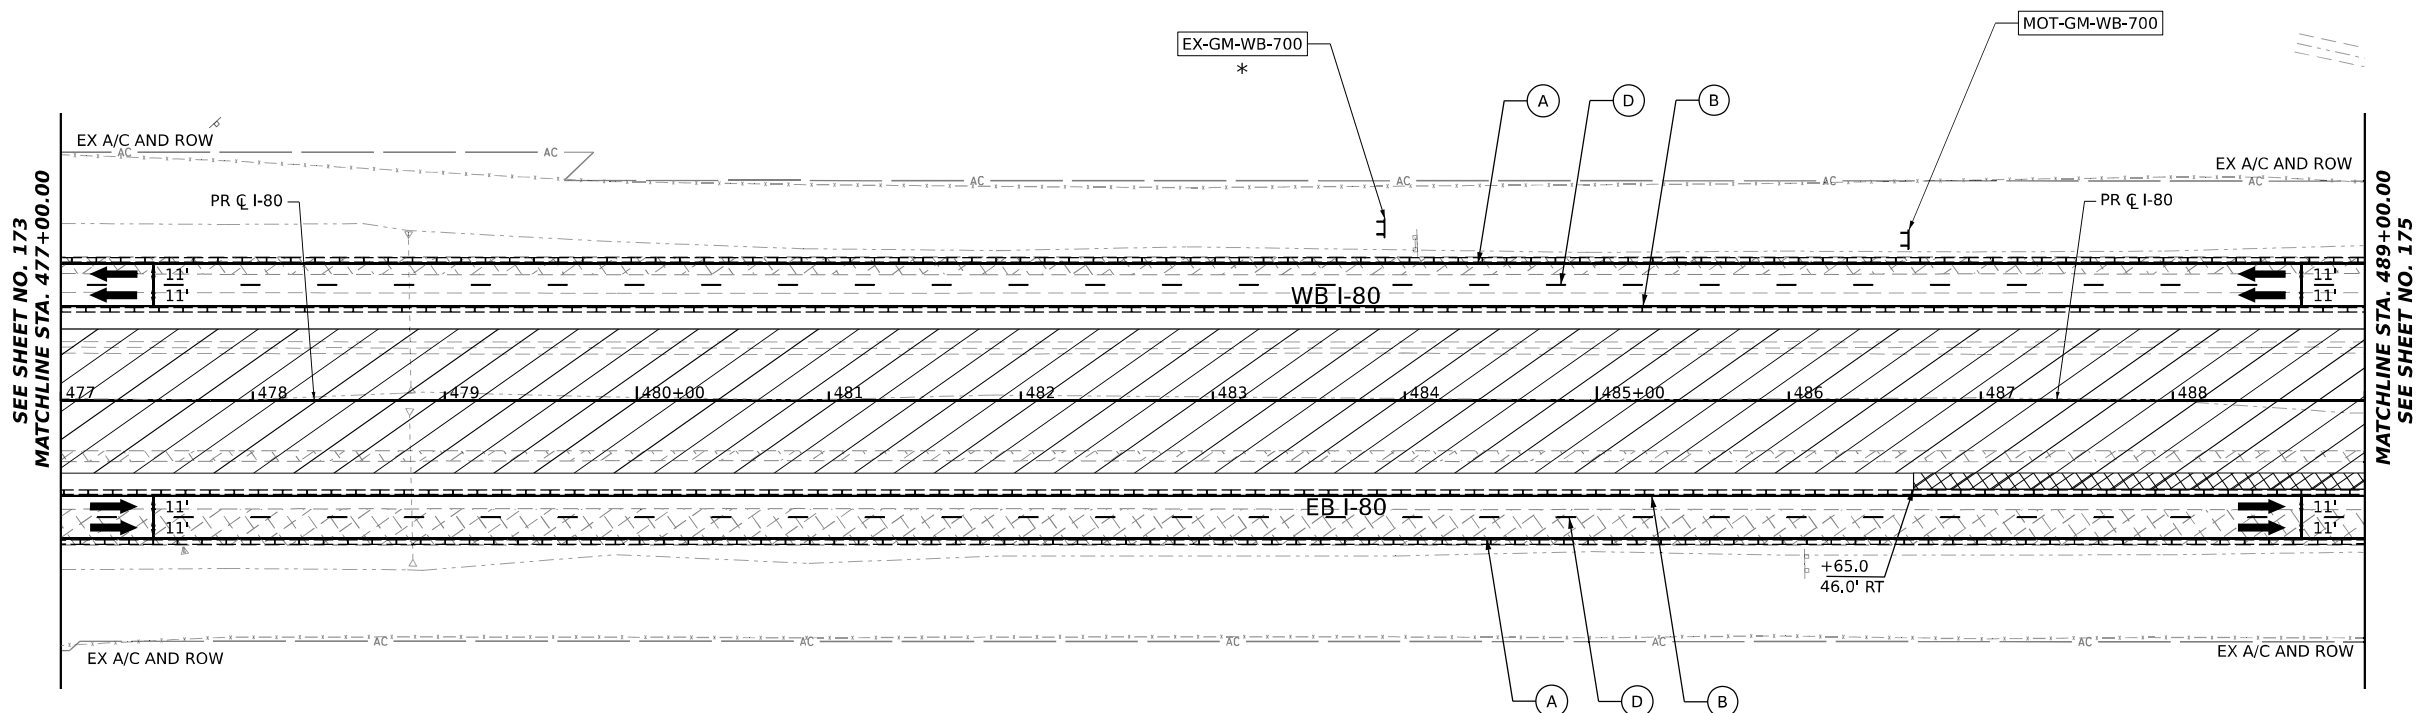 MOT-GM-WB-700
EX-GM-WB-700
*
A
D
B
EX A/C AND ROW
AC
AC
EX A/C AND ROW
AC
AC
AC
AC
PR ℄ I-80
PR ℄ I-80
SEE SHEET NO. 173
MATCHLINE STA. 477+00.00
MATCHLINE STA. 489+00.00
SEE SHEET NO. 175
11'
11'
11'
11'
WB I-80
477
478
479
480+00
481
482
483
484
485+00
486
487
488
11'
11'
11'
11'
EB I-80
+65.0
46.0' RT
AC
AC
AC
AC
AC
EX A/C AND ROW
EX A/C AND ROW
A
D
B